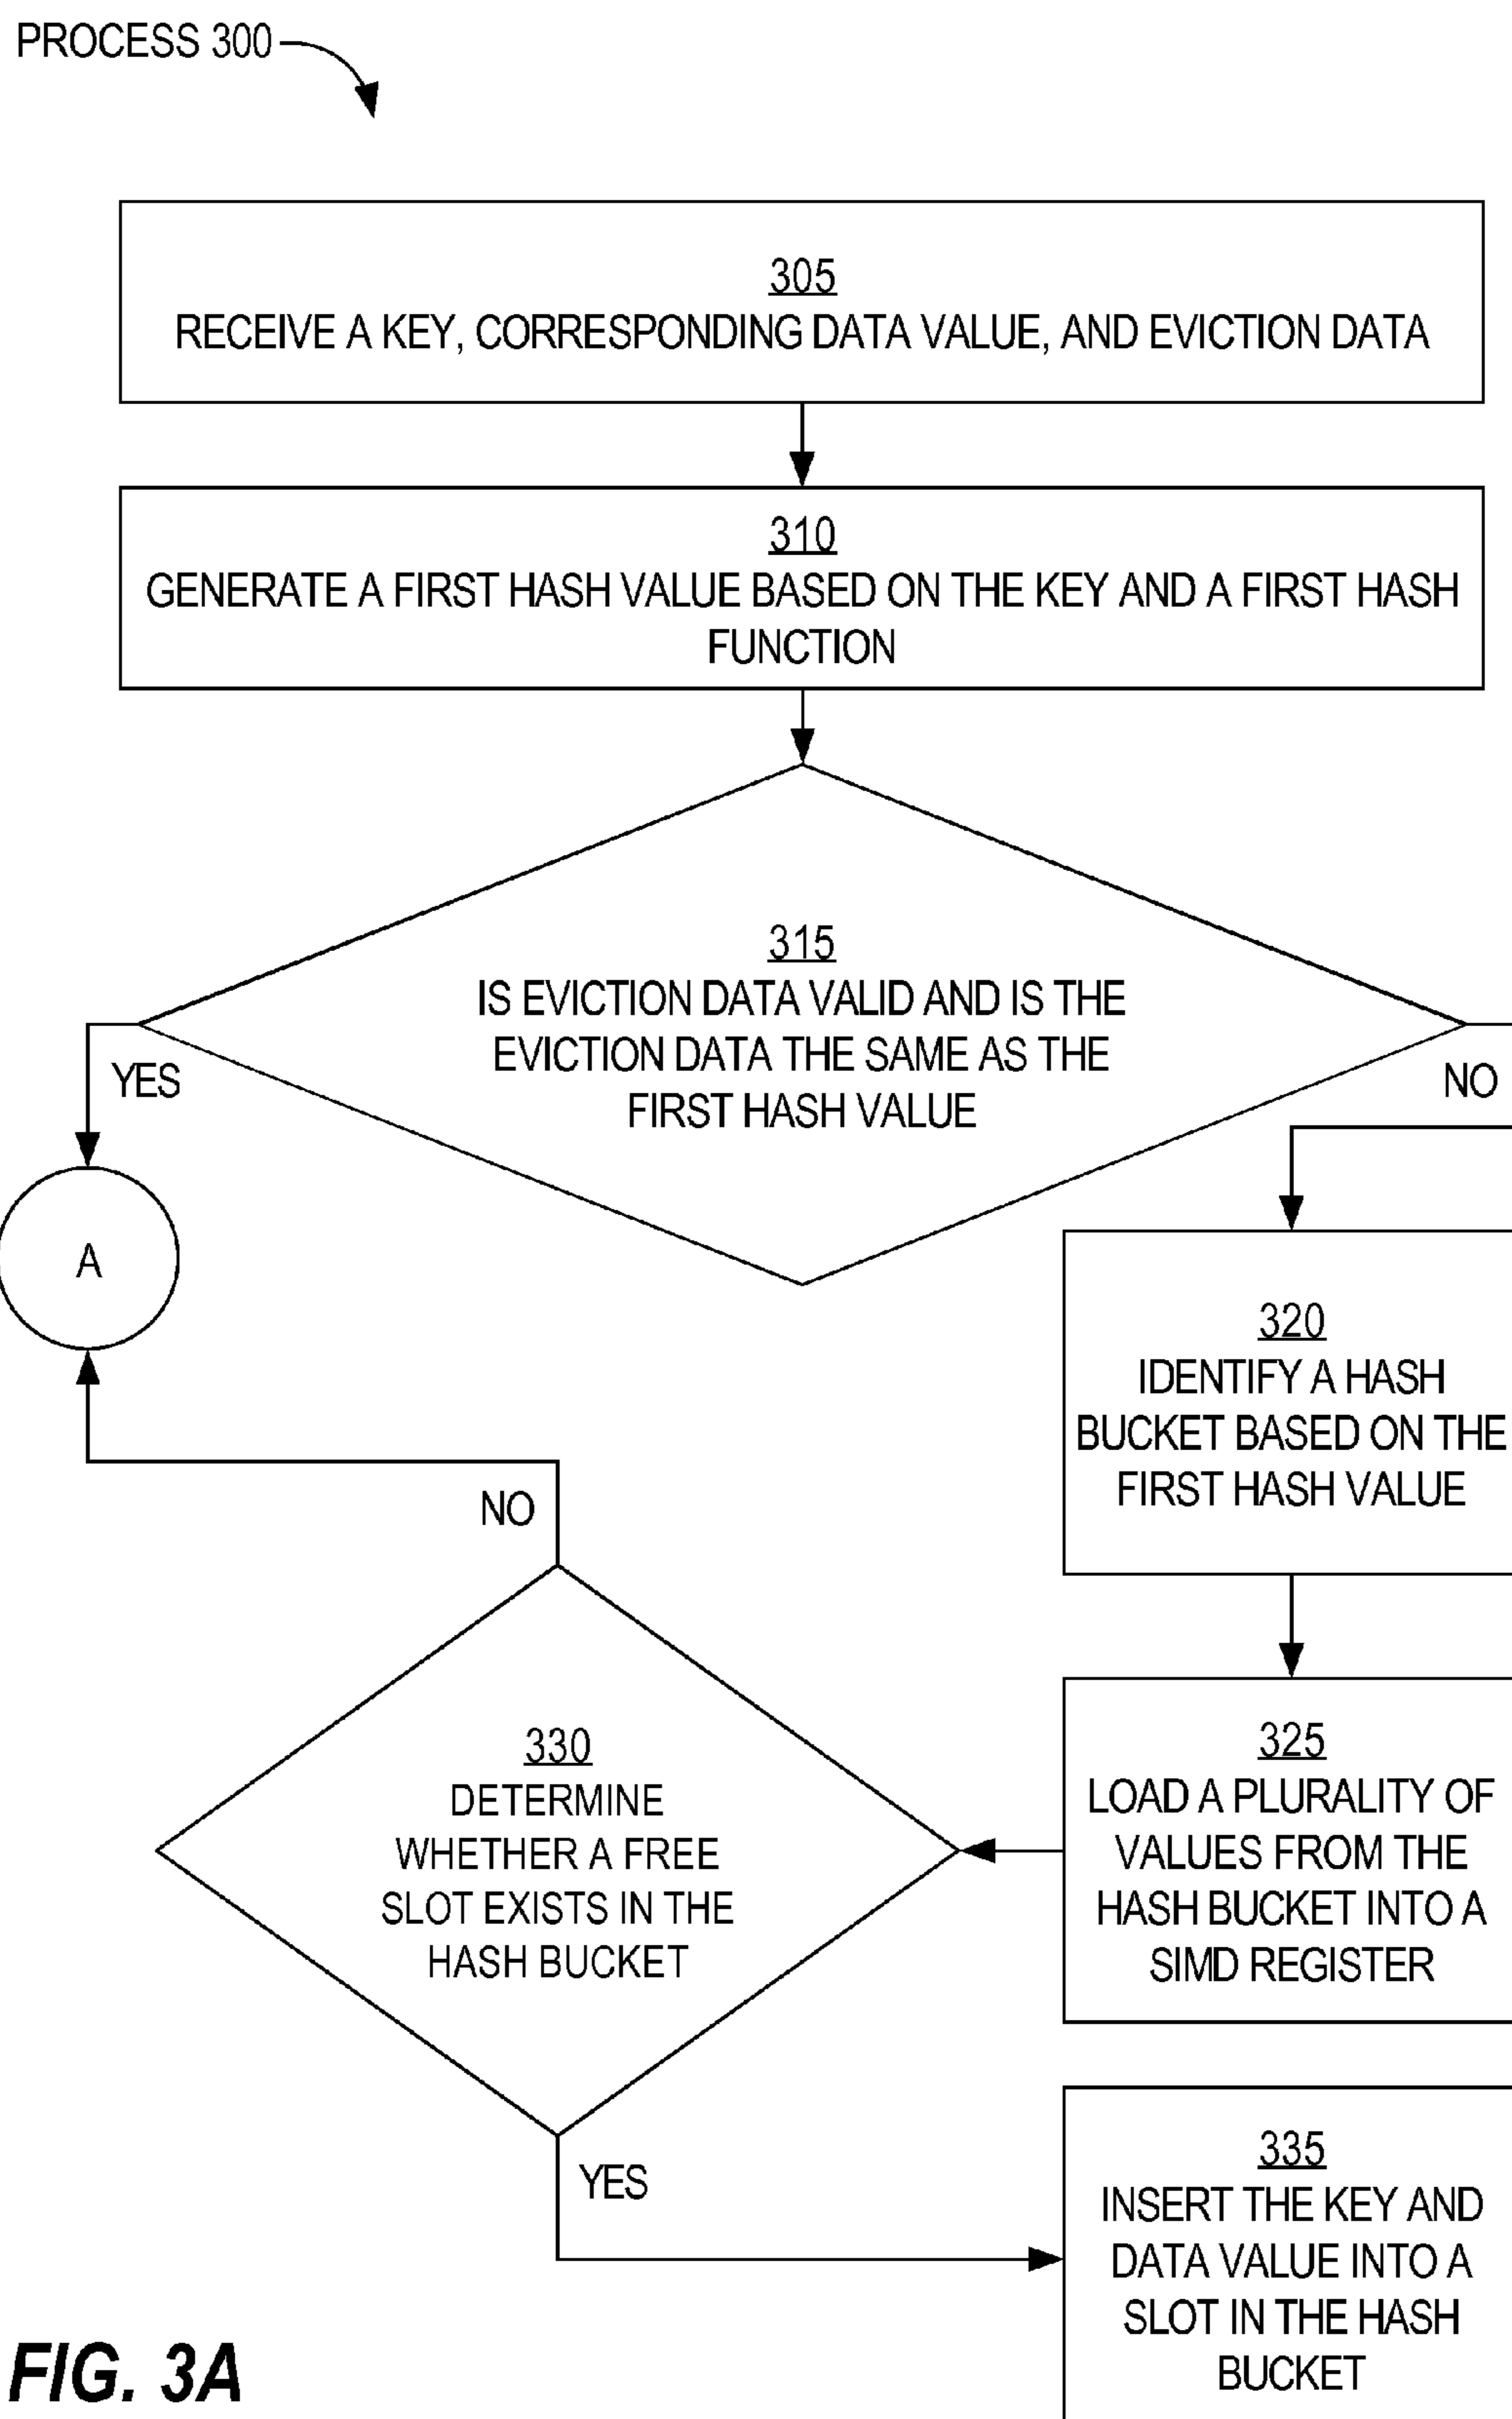 PROCESS 300
305
RECEIVE A KEY, CORRESPONDING DATA VALUE, AND EVICTION DATA
310
GENERATE A FIRST HASH VALUE BASED ON THE KEY AND A FIRST HASH
FUNCTION
315
IS EVICTION DATA VALID AND IS THE
EVICTION DATA THE SAME AS THE
FIRST HASH VALUE
YES
NO
A
320
IDENTIFY A HASH
BUCKET BASED ON THE
FIRST HASH VALUE
NO
330
DETERMINE
WHETHER A FREE
SLOT EXISTS IN THE
HASH BUCKET
325
LOAD A PLURALITY OF
VALUES FROM THE
HASH BUCKET INTO A
SIMD REGISTER
YES
335
INSERT THE KEY AND
DATA VALUE INTO A
SLOT IN THE HASH
BUCKET
FIG. 3A